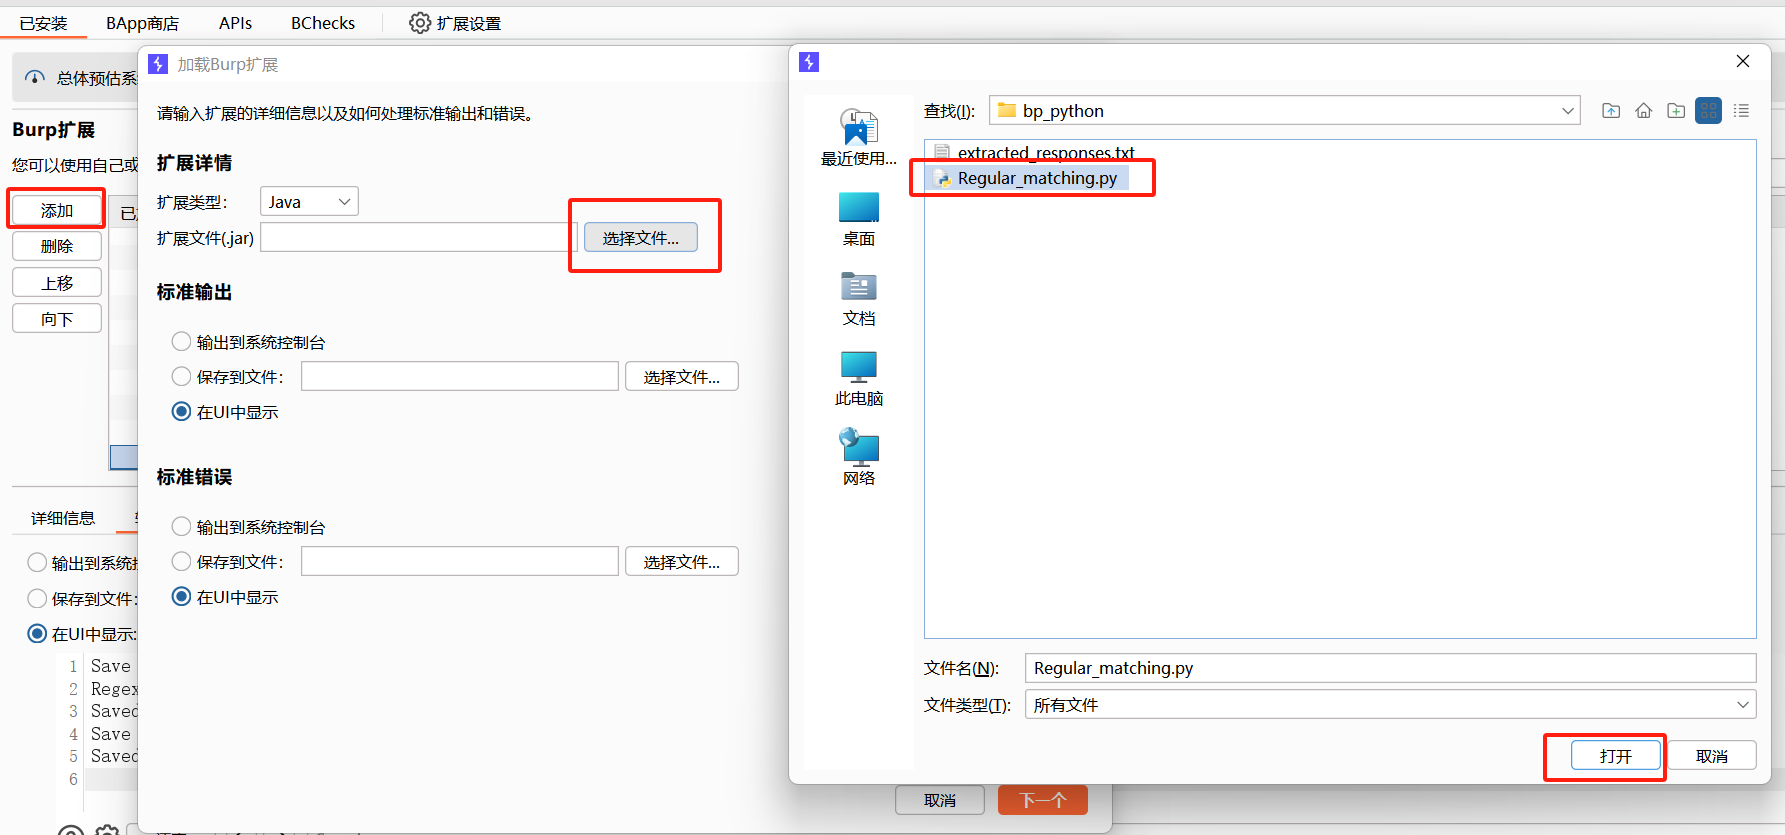 已安装 BApp商店 APIs BChecks 扩展设置
总体预估系
Burp扩展
您可以使用自己或
添加
删除
上移
向下
详细信息
输出到系统
保存到文件:
在UI中显示:
1 Save
2 Regex
3 Saved
4 Save
5 Saved
6
加载Burp扩展
请输入扩展的详细信息以及如何处理标准输出和错误。
扩展详情
扩展类型: Java
扩展文件(.jar) 选择文件...
标准输出
输出到系统控制台
保存到文件: 选择文件...
在UI中显示
标准错误
输出到系统控制台
保存到文件: 选择文件...
在UI中显示
取消 下一个
查找(I): bp_python
最近使用...
桌面
文档
此电脑
网络
extracted_responses.txt
Regular_matching.py
文件名(N): Regular_matching.py
文件类型(T): 所有文件
打开 取消